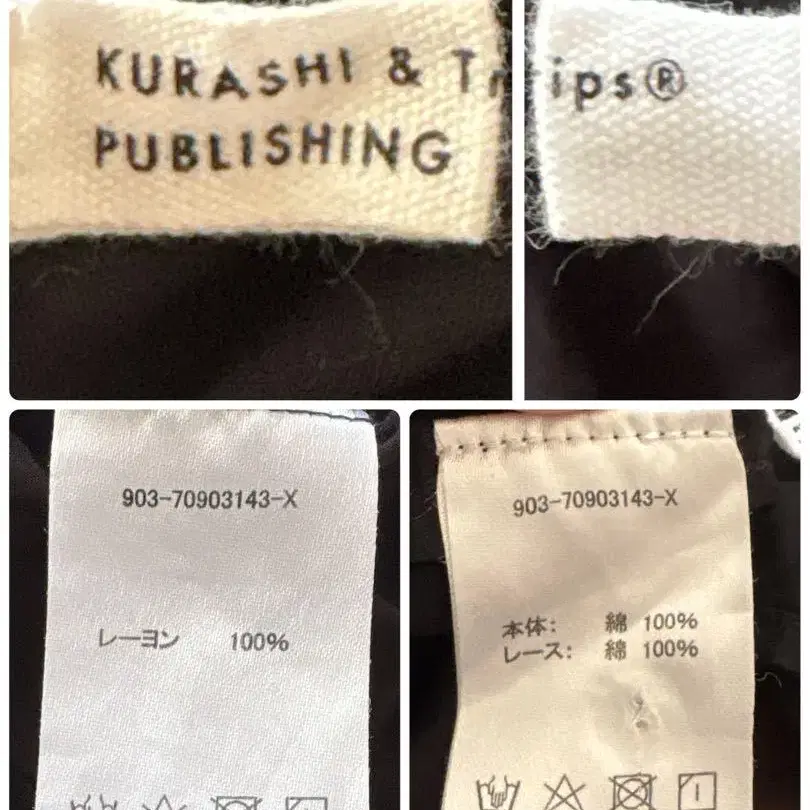 KURASHI & Tr
PUBLISHING
ips®
903-70903143-X
レーヨン 100%
903-70903143-X
本体: 綿 100%
レース: 綿 100%